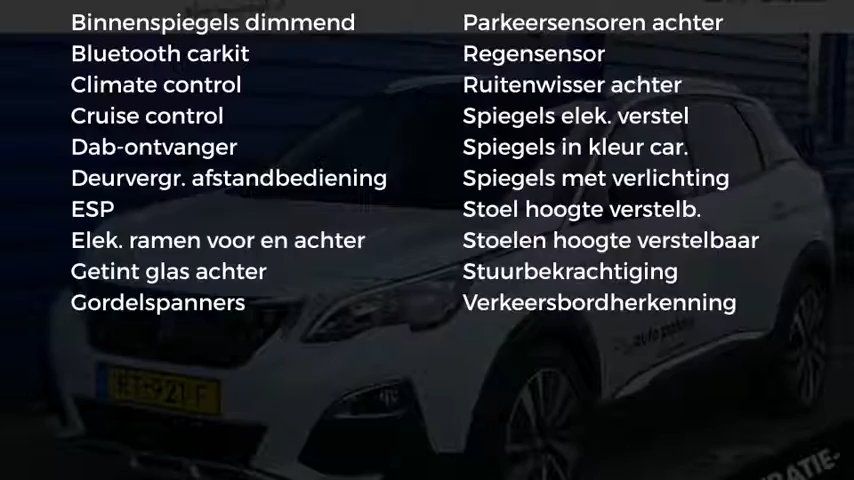 Binnenspiegels dimmend
Bluetooth carkit
Climate control
Cruise control
Dab-ontvanger
Deurvergr. afstandbediening
ESP
Elek. ramen voor en achter
Getint glas achter
Gordelspanners
Parkeersensoren achter
Regensensor
Ruitenwisser achter
Spiegels elek. verstel
Spiegels in kleur car.
Spiegels met verlichting
Stoel hoogte verstelb.
Stoelen hoogte verstelbaar
Stuurbekrachtiging
Verkeersbordherkenning
auto